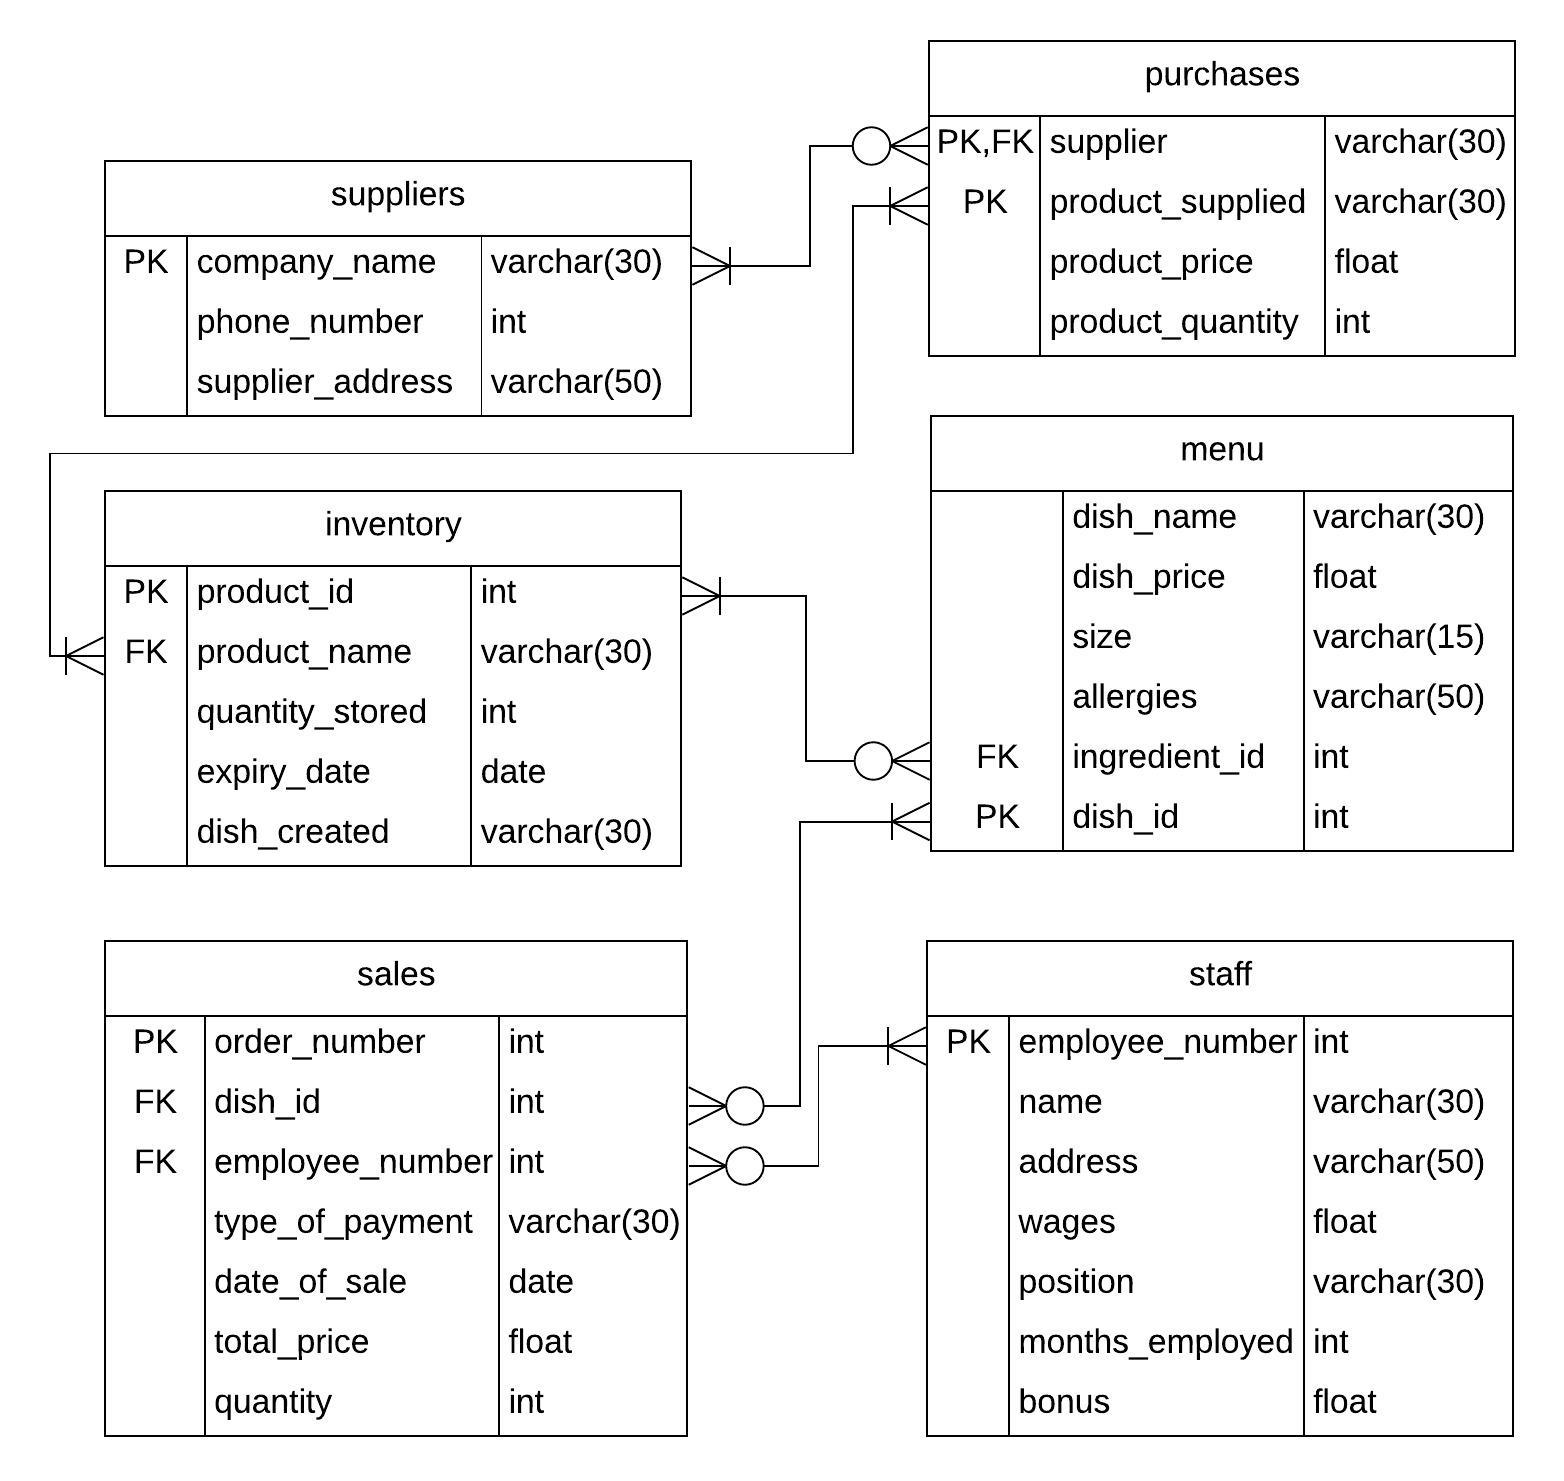 purchases
PK,FK supplier varchar(30)
PK product_supplied varchar(30)
product_price float
product_quantity int
suppliers
PK company_name varchar(30)
phone_number int
supplier_address varchar(50)
menu
dish_name varchar(30)
dish_price float
size varchar(15)
allergies varchar(50)
FK ingredient_id int
PK dish_id int
inventory
PK product_id int
FK product_name varchar(30)
quantity_stored int
expiry_date date
dish_created varchar(30)
sales
PK order_number int
FK dish_id int
FK employee_number int
type_of_payment varchar(30)
date_of_sale date
total_price float
quantity int
staff
PK employee_number int
name varchar(30)
address varchar(50)
wages float
position varchar(30)
months_employed int
bonus float